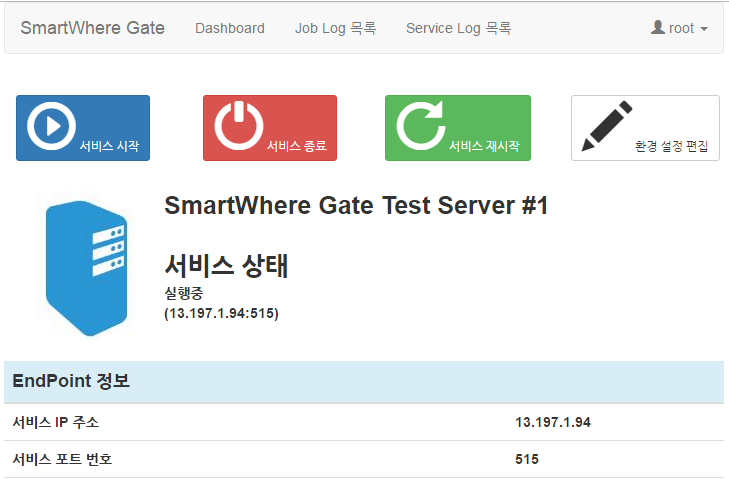 SmartWhere Gate Dashboard Job Log 목록 Service Log 목록 root
서비스 시작 서비스 종료 서비스 재시작 환경 설정 편집
SmartWhere Gate Test Server #1
서비스 상태
실행중
(13.197.1.94:515)
EndPoint 정보
서비스 IP 주소 13.197.1.94
서비스 포트 번호 515